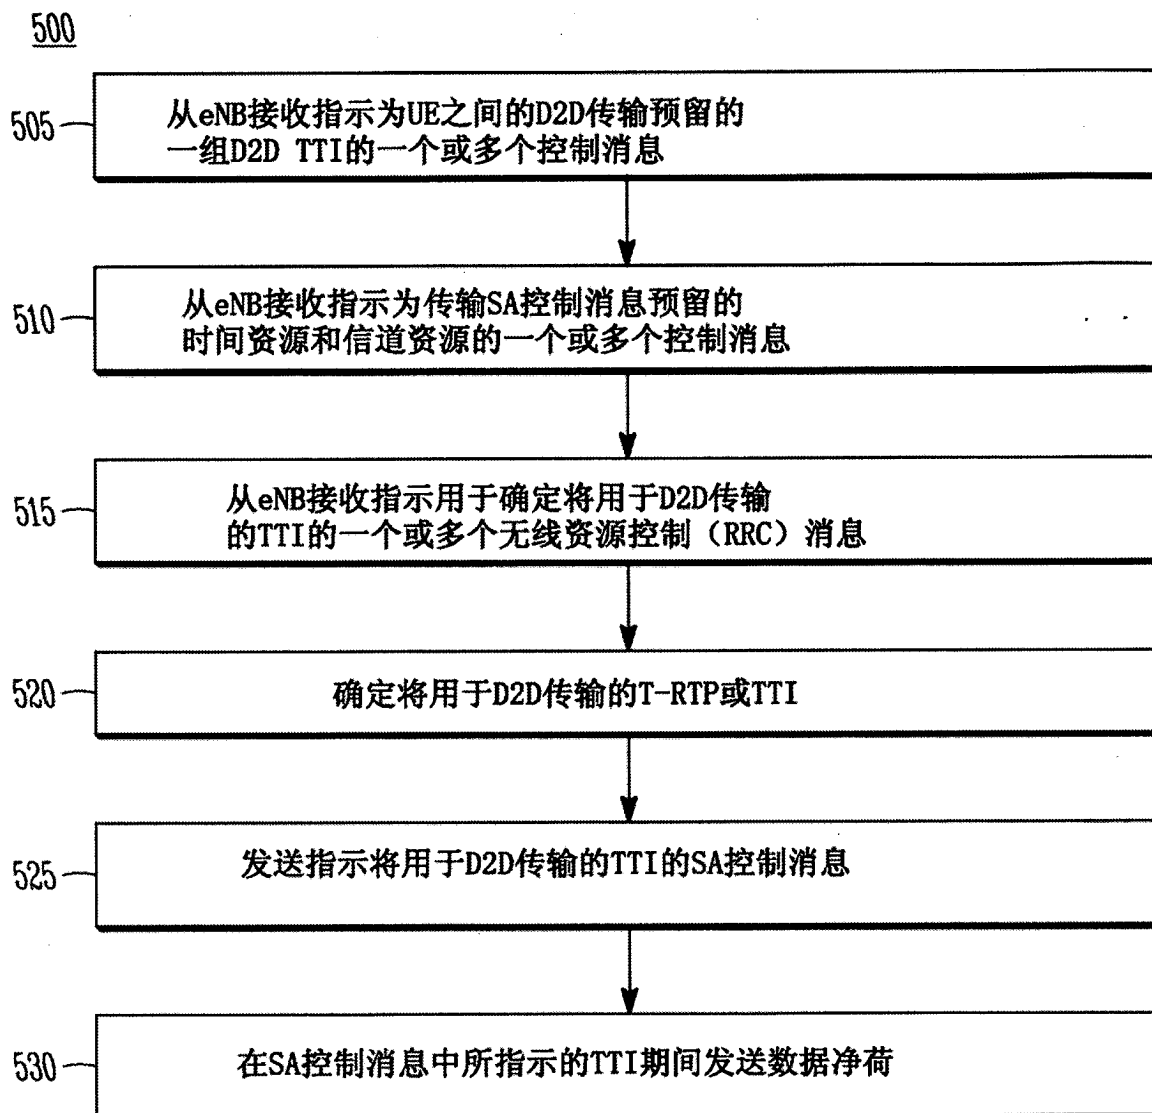 500
505
从eNB接收指示为UE之间的D2D传输预留的
一组D2D TTI的一个或多个控制消息
510
从eNB接收指示为传输SA控制消息预留的
时间资源和信道资源的一个或多个控制消息
515
从eNB接收指示用于确定将用于D2D传输
的TTI的一个或多个无线资源控制（RRC）消息
520
确定将用于D2D传输的T-RTP或TTI
525
发送指示将用于D2D传输的TTI的SA控制消息
530
在SA控制消息中所指示的TTI期间发送数据净荷